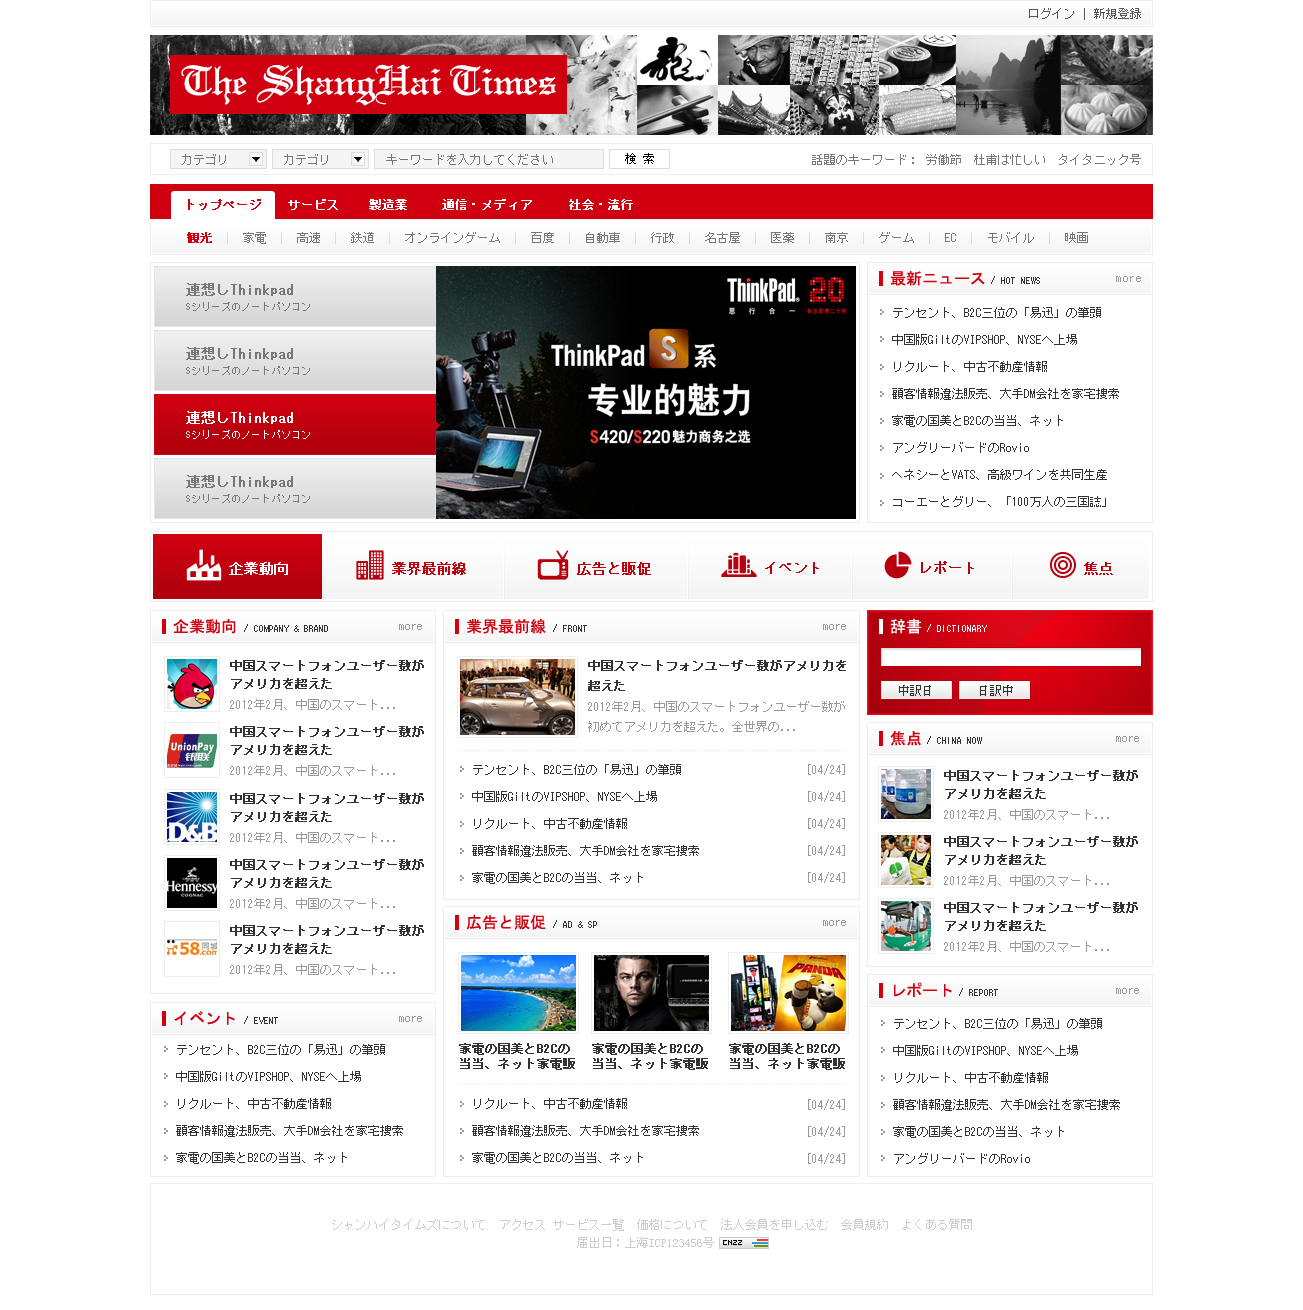 ログイン | 新規登録
The ShangHai Times
カテゴリ カテゴリ キーワードを入力してください 検 索 話題のキーワード： 労働節 杜甫は忙しい タイタニック号
トップページ サービス 製造業 通信・メディア 社会・流行
観光 家電 高速 鉄道 オンラインゲーム 百度 自動車 行政 名古屋 医薬 南京 ゲーム EC モバイル 映画
連想しThinkpad
Sシリーズのノートパソコン
連想しThinkpad
Sシリーズのノートパソコン
連想しThinkpad
Sシリーズのノートパソコン
連想しThinkpad
Sシリーズのノートパソコン
ThinkPad 20
思 行 合 一
ThinkPad S 系
专业的魅力
S420/S220魅力商务之选
最新ニュース / HOT NEWS more
テンセント、B2C三位の「易迅」の筆頭
中国版GiltのVIPSHOP、NYSEへ上場
リクルート、中古不動産情報
顧客情報違法販売、大手DM会社を家宅捜索
家電の国美とB2Cの当当、ネット
アングリーバードのRovio
ヘネシーとVATS、高級ワインを共同生産
コーエーとグリー、「100万人の三国誌」
企業動向 業界最前線 広告と販促 イベント レポート 焦点
企業動向 / COMPANY & BRAND more
中国スマートフォンユーザー数が
アメリカを超えた
2012年2月、中国のスマート...
UnionPay
银联
中国スマートフォンユーザー数が
アメリカを超えた
2012年2月、中国のスマート...
D&B
中国スマートフォンユーザー数が
アメリカを超えた
2012年2月、中国のスマート...
Hennessy
COGNAC
中国スマートフォンユーザー数が
アメリカを超えた
2012年2月、中国のスマート...
58同城
.com
中国スマートフォンユーザー数が
アメリカを超えた
2012年2月、中国のスマート...
イベント / EVENT more
テンセント、B2C三位の「易迅」の筆頭
中国版GiltのVIPSHOP、NYSEへ上場
リクルート、中古不動産情報
顧客情報違法販売、大手DM会社を家宅捜索
家電の国美とB2Cの当当、ネット
業界最前線 / FRONT more
中国スマートフォンユーザー数がアメリカを
超えた
2012年2月、中国のスマートフォンユーザー数が
初めてアメリカを超えた。全世界の...
テンセント、B2C三位の「易迅」の筆頭 [04/24]
中国版GiltのVIPSHOP、NYSEへ上場 [04/24]
リクルート、中古不動産情報 [04/24]
顧客情報違法販売、大手DM会社を家宅捜索 [04/24]
家電の国美とB2Cの当当、ネット [04/24]
広告と販促 / AD & SP more
PANDA 2
家電の国美とB2Cの
当当、ネット家電販
家電の国美とB2Cの
当当、ネット家電販
家電の国美とB2Cの
当当、ネット家電販
リクルート、中古不動産情報 [04/24]
顧客情報違法販売、大手DM会社を家宅捜索 [04/24]
家電の国美とB2Cの当当、ネット [04/24]
辞書 / DICTIONARY
中訳日 日訳中
焦点 / CHINA NOW more
中国スマートフォンユーザー数が
アメリカを超えた
2012年2月、中国のスマート...
中国スマートフォンユーザー数が
アメリカを超えた
2012年2月、中国のスマート...
中国スマートフォンユーザー数が
アメリカを超えた
2012年2月、中国のスマート...
レポート / REPORT more
テンセント、B2C三位の「易迅」の筆頭
中国版GiltのVIPSHOP、NYSEへ上場
リクルート、中古不動産情報
顧客情報違法販売、大手DM会社を家宅捜索
家電の国美とB2Cの当当、ネット
アングリーバードのRovio
シャンハイタイムズについて アクセス サービス一覧 価格について 法人会員を申し込む 会員規約 よくある質問
届出日：上海ICP123456号 CNZZ